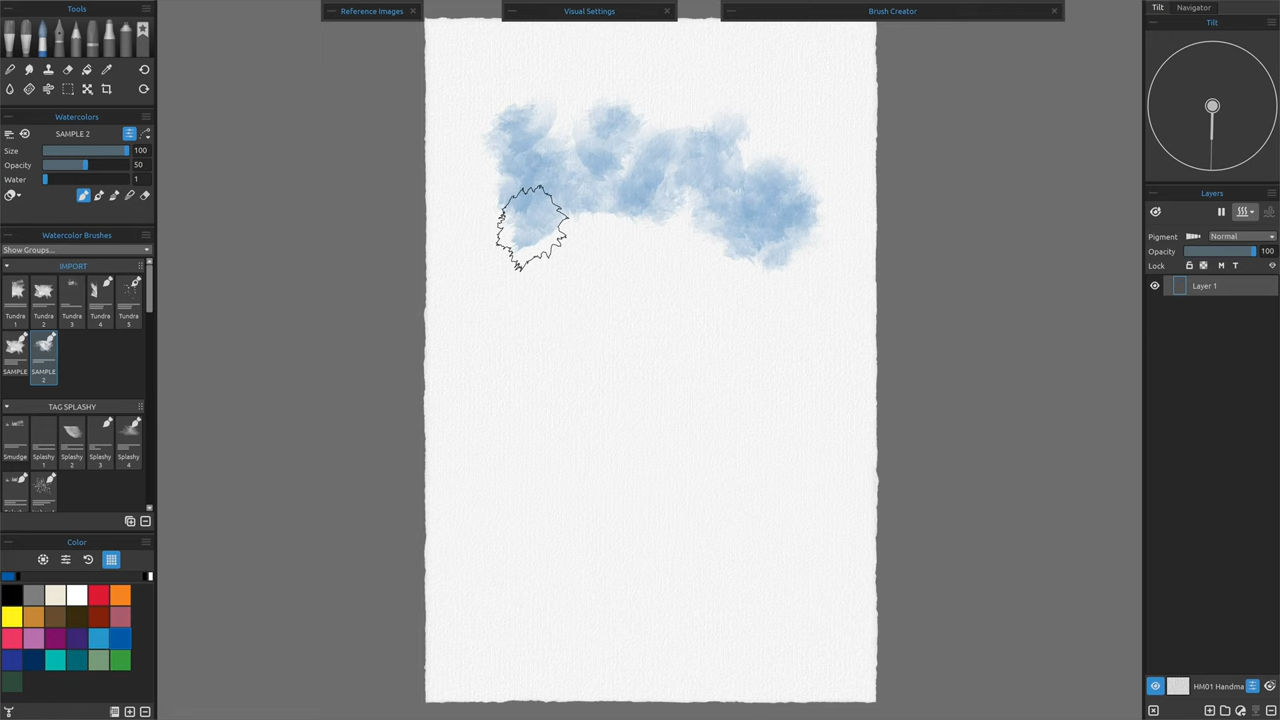 Tools
Reference Images
Visual Settings
Brush Creator
Tilt
Navigator
Tilt
Watercolors
SAMPLE 2
Size
100
Opacity
50
Water
1
Watercolor Brushes
Show Groups...
IMPORT
Tundra 1
Tundra 2
Tundra 3
Tundra 4
Tundra 5
SAMPLE
SAMPLE 2
TAG SPLASHY
Smudge
Splashy 1
Splashy 2
Splashy 3
Splashy 4
Color
Layers
Pigment
Normal
Opacity
100
Lock
M
T
Layer 1
HM01 Handma